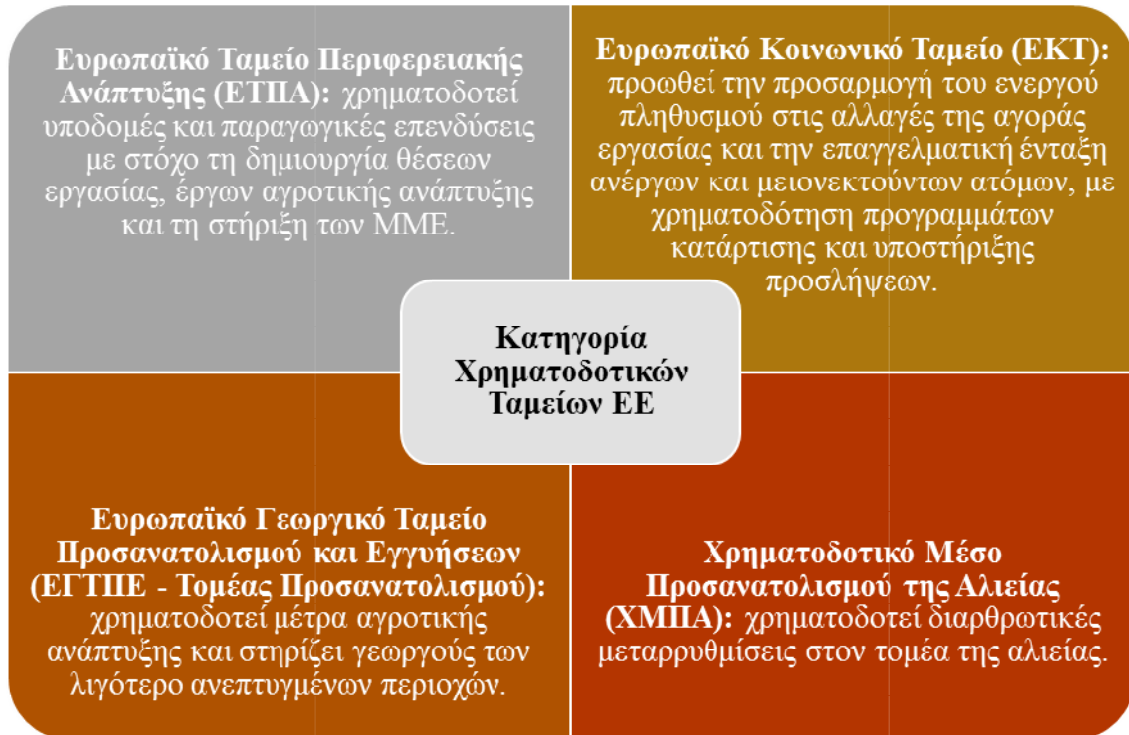 Ευρωπαϊκό Ταμείο Περιφερειακής
Ανάπτυξης (ΕΤΠΑ): χρηματοδοτεί
υποδομές και παραγωγικές επενδύσεις
με στόχο τη δημιουργία θέσεων
εργασίας, έργων αγροτικής ανάπτυξης
και τη στήριξη των ΜΜΕ.
Ευρωπαϊκό Κοινωνικό Ταμείο (ΕΚΤ):
προωθεί την προσαρμογή του ενεργού
πληθυσμού στις αλλαγές της αγοράς
εργασίας και την επαγγελματική ένταξη
ανέργων και μειονεκτούντων ατόμων, με
χρηματοδότηση προγραμμάτων
κατάρτισης και υποστήριξης
προσλήψεων.
Κατηγορία
Χρηματοδοτικών
Ταμείων ΕΕ
Ευρωπαϊκό Γεωργικό Ταμείο
Προσανατολισμού και Εγγυήσεων
(ΕΓΤΠΕ - Τομέας Προσανατολισμού):
χρηματοδοτεί μέτρα αγροτικής
ανάπτυξης και στηρίζει γεωργούς των
λιγότερο ανεπτυγμένων περιοχών.
Χρηματοδοτικό Μέσο
Προσανατολισμού της Αλιείας
(ΧΜΠΑ): χρηματοδοτεί διαρθρωτικές
μεταρρυθμίσεις στον τομέα της αλιείας.